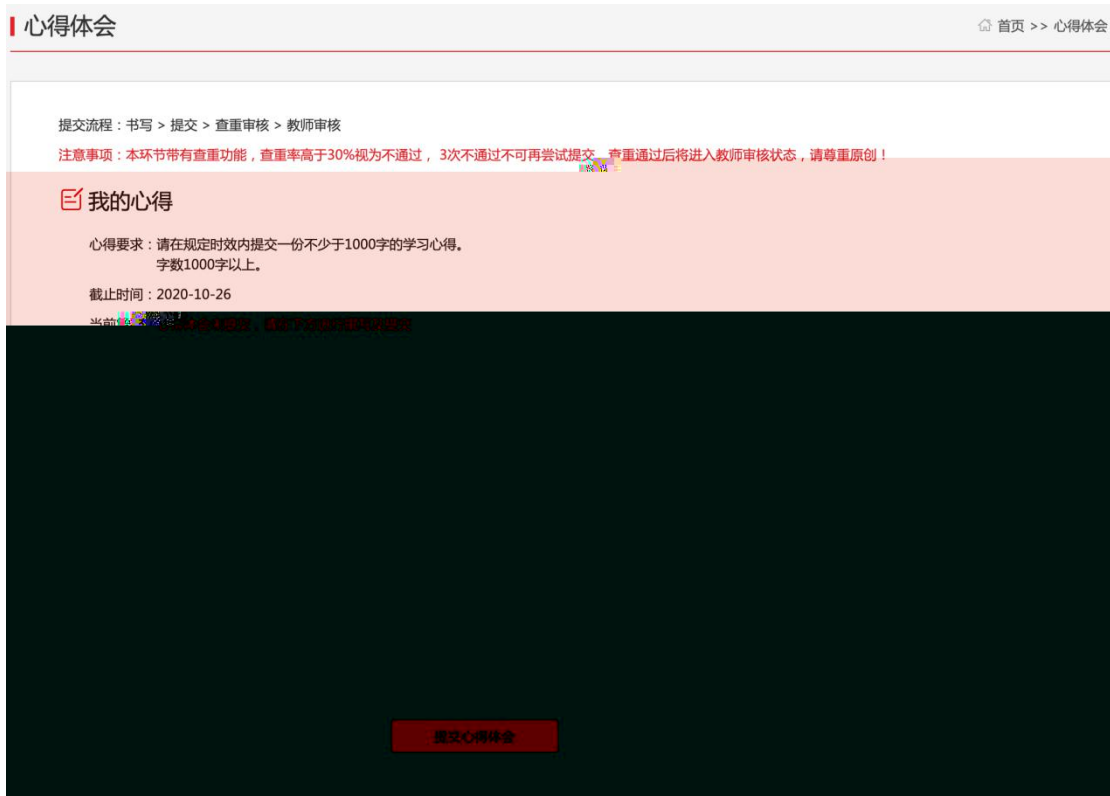 心得体会
首页 >> 心得体会
提交流程：书写 > 提交 > 查重审核 > 教师审核
注意事项：本环节带有查重功能，查重率高于30%视为不通过， 3次不通过不可再尝试提交 查重通过后将进入教师审核状态，请尊重原创！
我的心得
心得要求：请在规定时效内提交一份不少于1000字的学习心得。
字数1000字以上。
截止时间：2020-10-26
当前
提交心得体会